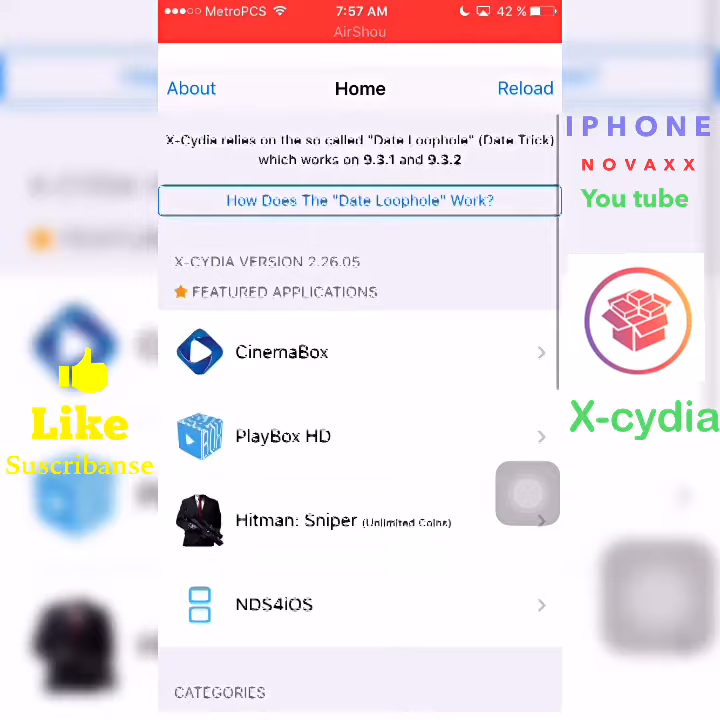 MetroPCS 7:57 AM 42 %
AirShou
About Home Reload
X-Cydia relies on the so called "Date Loophole" (Date Trick)
which works on 9.3.1 and 9.3.2
How Does The "Date Loophole" Work?
X-CYDIA VERSION 2.26.05
FEATURED APPLICATIONS
CinemaBox
PlayBox HD
Hitman: Sniper (Unlimited Coins)
NDS4iOS
CATEGORIES
IPHONE
NOVAXX
You tube
X-cydia
Like
Suscribanse